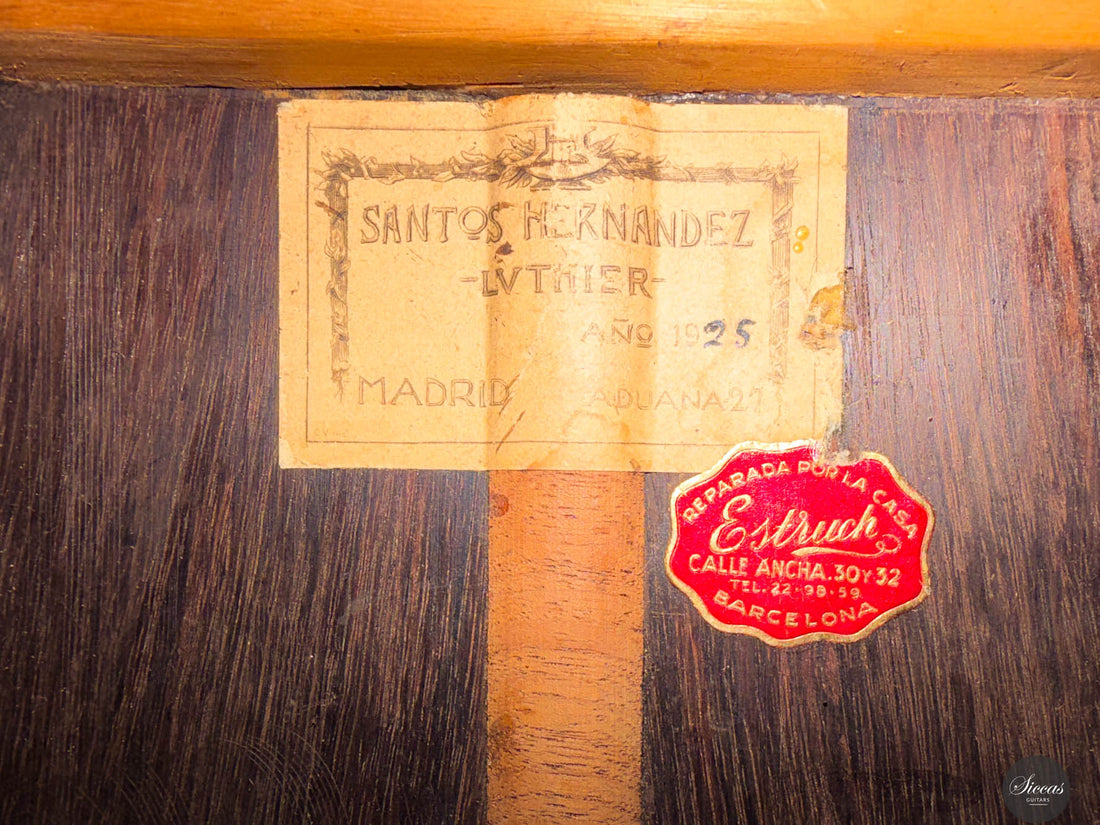 SANTOS HERNANDEZ
-LVTHIER-
AÑO 1925
MADRID ADUANA 27
REPARADA POR LA CASA
Estruch
CALLE ANCHA.30 Y 32
TEL. 22-98-59
BARCELONA
Siccas
GUITARS